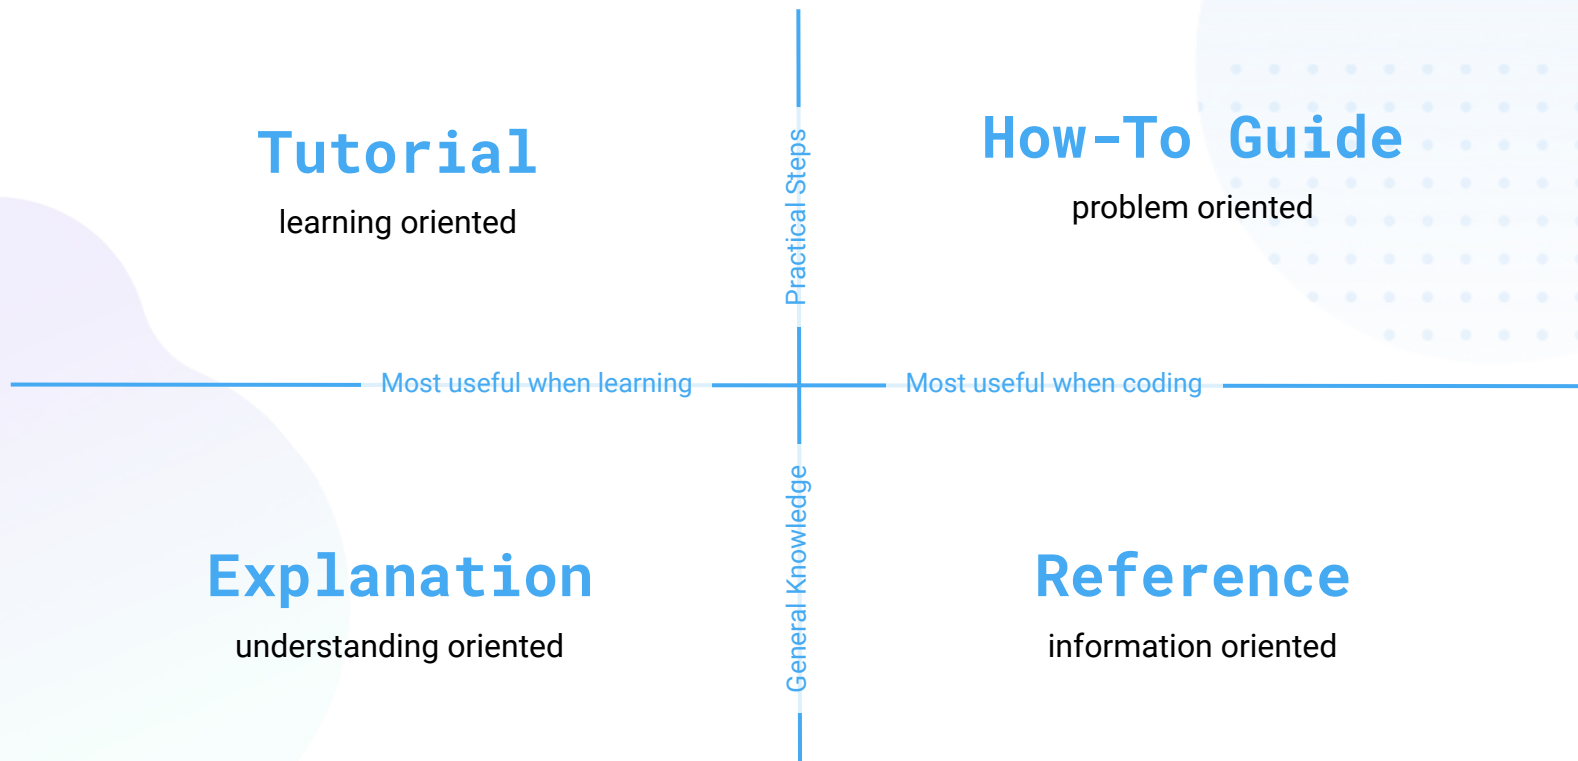 Tutorial
learning oriented
How-To Guide
problem oriented
Practical Steps
Most useful when learning
Most useful when coding
General Knowledge
Explanation
understanding oriented
Reference
information oriented